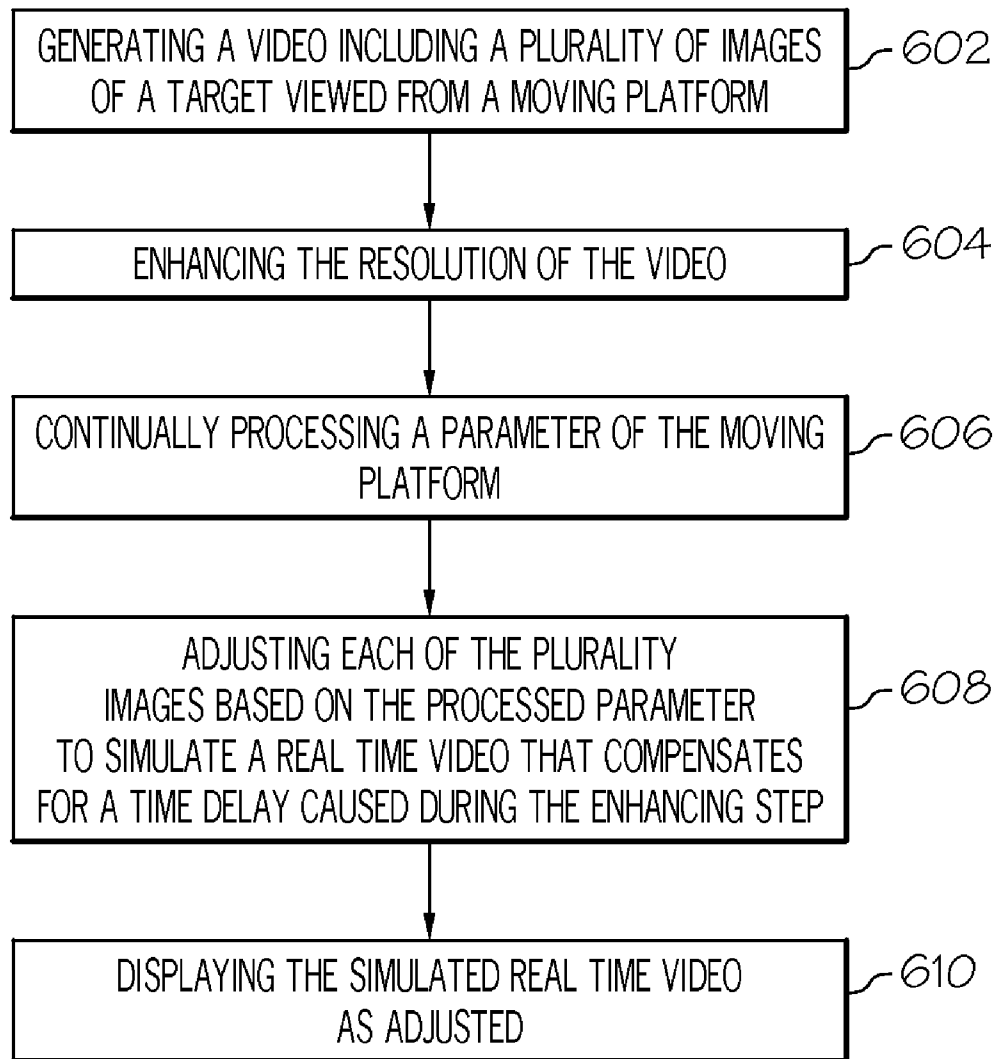 GENERATING A VIDEO INCLUDING A PLURALITY OF IMAGES
OF A TARGET VIEWED FROM A MOVING PLATFORM
602
ENHANCING THE RESOLUTION OF THE VIDEO
604
CONTINUALLY PROCESSING A PARAMETER OF THE MOVING
PLATFORM
606
ADJUSTING EACH OF THE PLURALITY
IMAGES BASED ON THE PROCESSED PARAMETER
TO SIMULATE A REAL TIME VIDEO THAT COMPENSATES
FOR A TIME DELAY CAUSED DURING THE ENHANCING STEP
608
DISPLAYING THE SIMULATED REAL TIME VIDEO
AS ADJUSTED
610